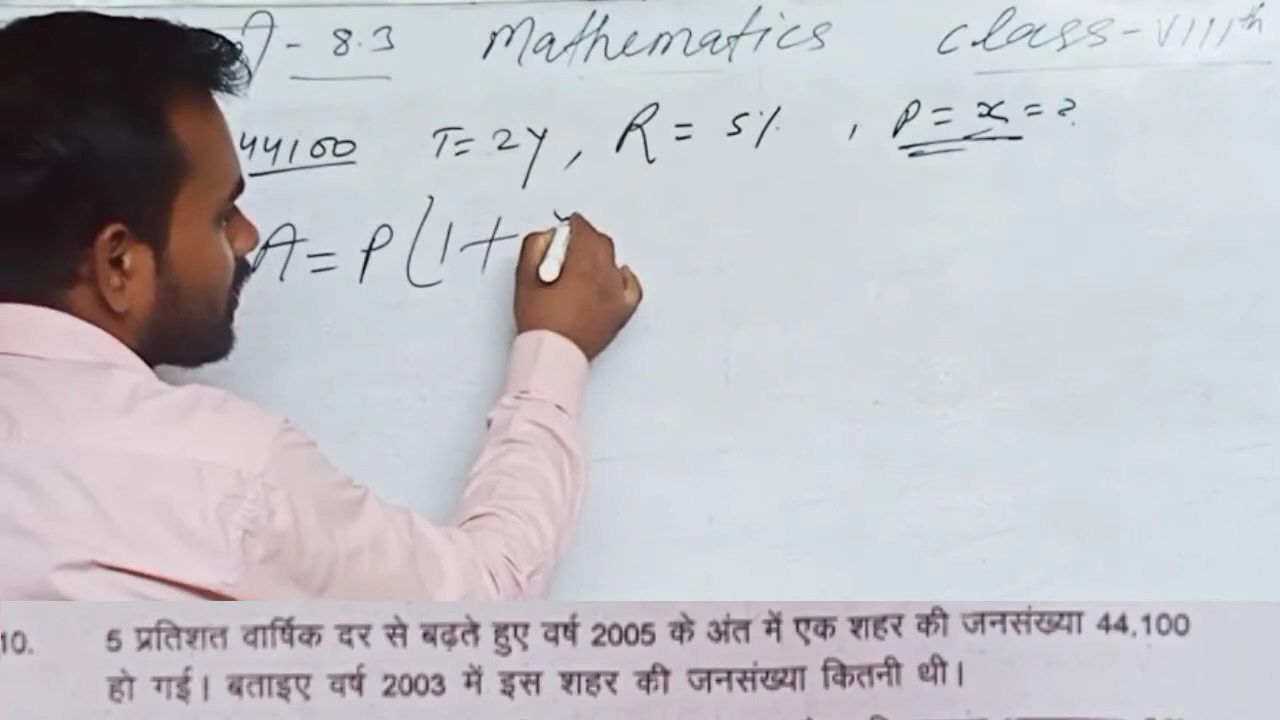 - 8.3 Mathematics class-VIIIth
44100 T=2y, R = 5% , P = x = ?
A = P (1+
10. 5 प्रतिशत वार्षिक दर से बढ़ते हुए वर्ष 2005 के अंत में एक शहर की जनसंख्या 44,100
हो गई। बताइए वर्ष 2003 में इस शहर की जनसंख्या कितनी थी।